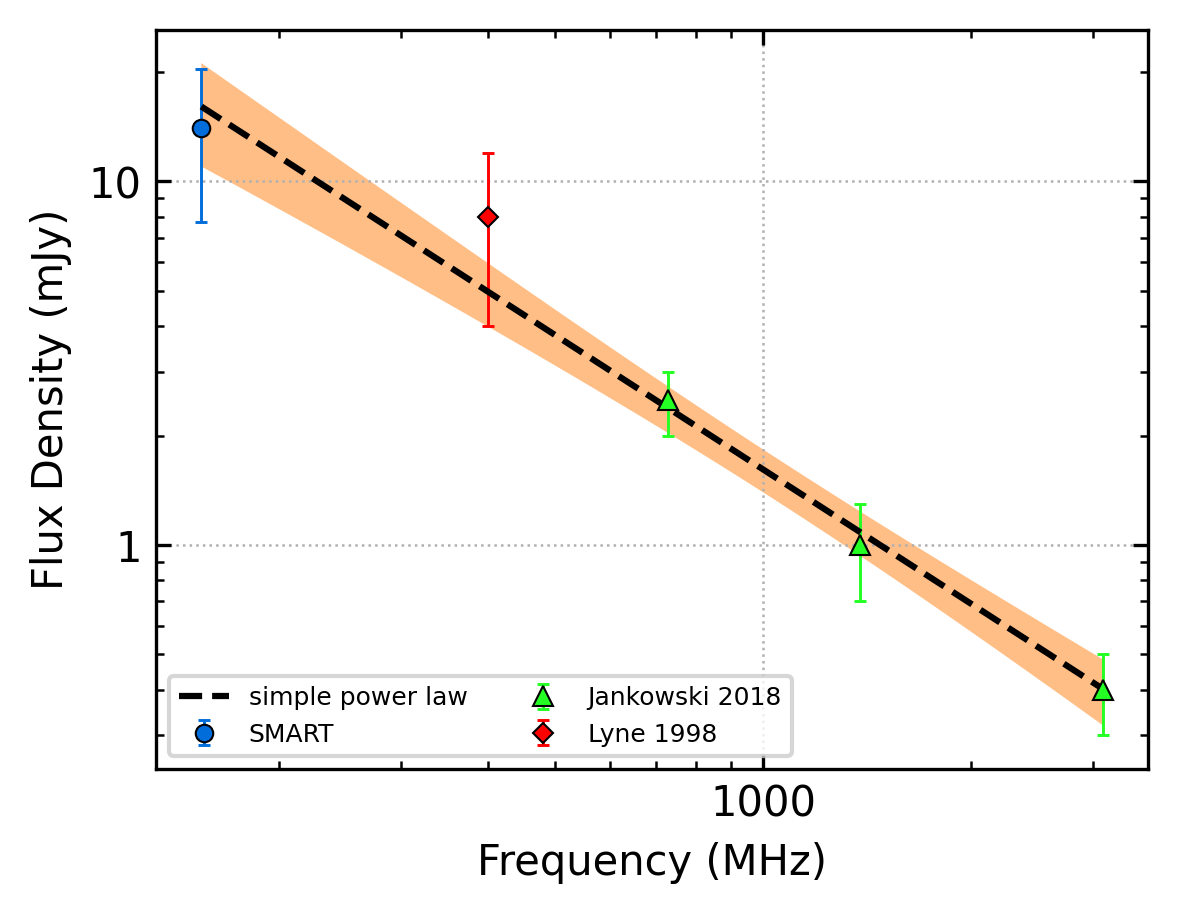 Flux Density (mJy)
10
1
simple power law
SMART
Jankowski 2018
Lyne 1998
1000
Frequency (MHz)